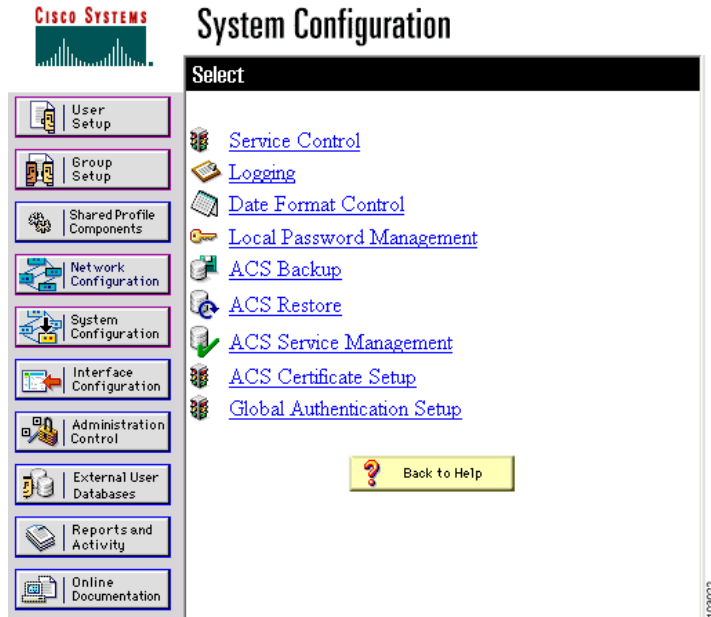 CISCO SYSTEMS
System Configuration
Select
User
Setup
Group
Setup
Shared Profile
Components
Network
Configuration
System
Configuration
Interface
Configuration
Administration
Control
External User
Databases
Reports and
Activity
Online
Documentation
Service Control
Logging
Date Format Control
Local Password Management
ACS Backup
ACS Restore
ACS Service Management
ACS Certificate Setup
Global Authentication Setup
Back to Help